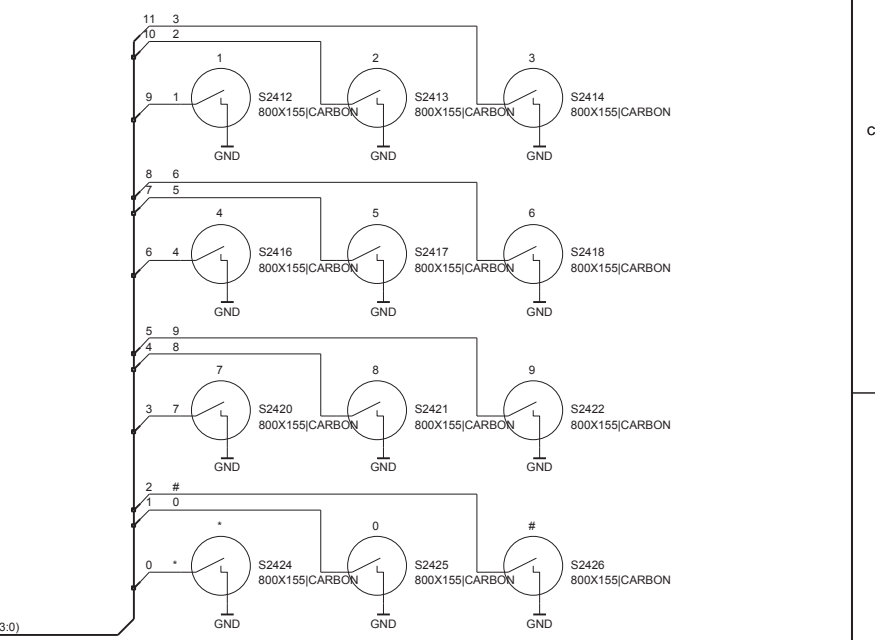 11 3
10 2
1 2 3
9 1 S2412 S2413 S2414
800X155|CARBON 800X155|CARBON 800X155|CARBON
C
GND GND GND
8 6
7 5
4 5 6
6 4 S2416 S2417 S2418
800X155|CARBON 800X155|CARBON 800X155|CARBON
GND GND GND
5 9
4 8
7 8 9
3 7 S2420 S2421 S2422
800X155|CARBON 800X155|CARBON 800X155|CARBON
GND GND GND
2 #
1 0
* 0 #
0 * S2424 S2425 S2426
800X155|CARBON 800X155|CARBON 800X155|CARBON
GND GND GND
3:0)